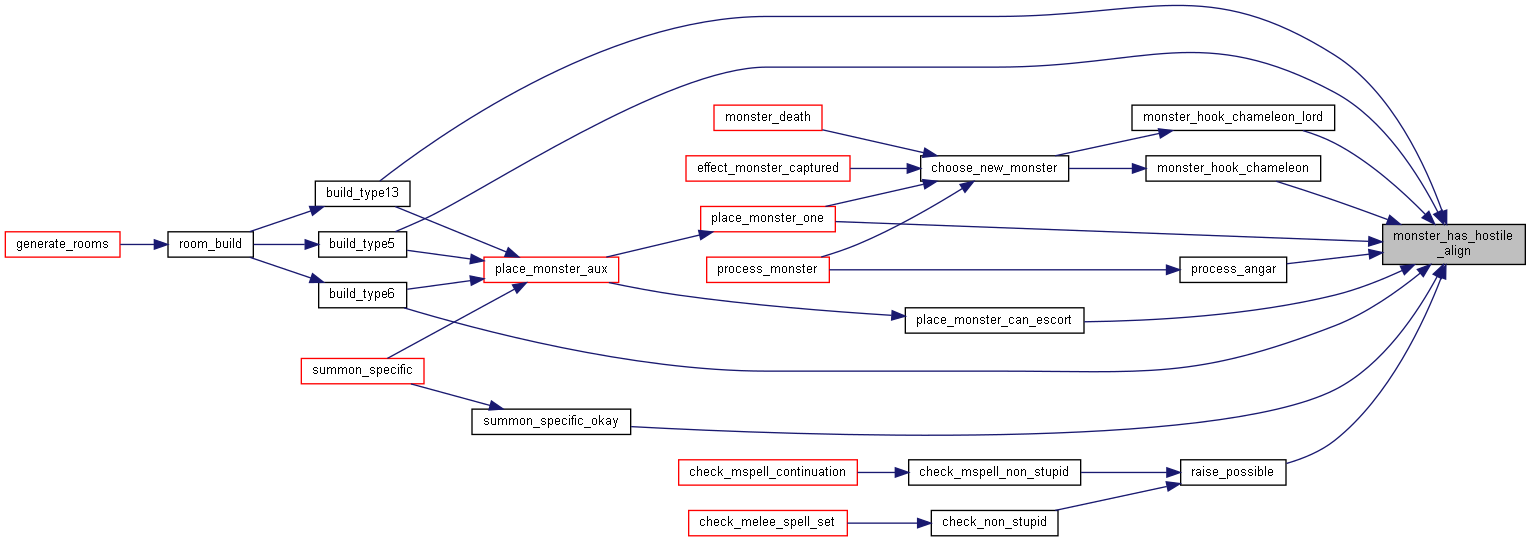 monster_hook_chameleon_lord
monster_death
choose_new_monster
effect_monster_captured
monster_hook_chameleon
build_type13
place_monster_one
generate_rooms
room_build
build_type5
monster_has_hostile
_align
place_monster_aux
process_monster
process_angar
build_type6
place_monster_can_escort
summon_specific
summon_specific_okay
check_mspell_continuation
check_mspell_non_stupid
raise_possible
check_melee_spell_set
check_non_stupid